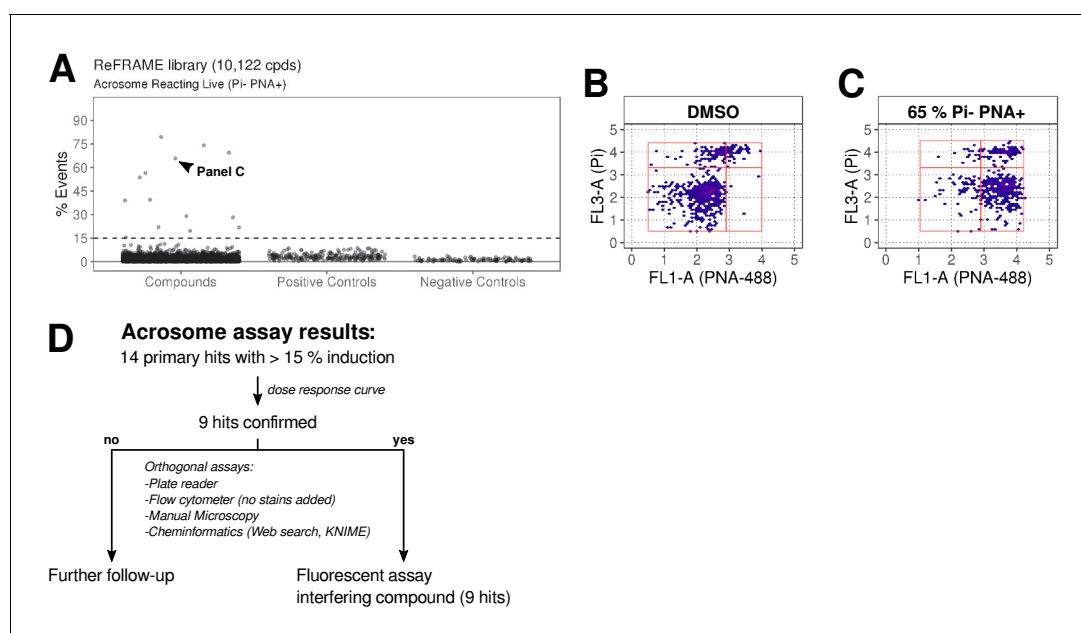 A
ReFRAME library (10,122 cpds)
Acrosome Reacting Live (Pi- PNA+)
% Events
90
75
60
45
30
15
0
Panel C
Compounds
Positive Controls
Negative Controls
B
DMSO
FL3-A (Pi)
5
4
3
2
1
0
0 1 2 3 4 5
FL1-A (PNA-488)
C
65 % Pi- PNA+
FL3-A (Pi)
5
4
3
2
1
0
0 1 2 3 4 5
FL1-A (PNA-488)
D
Acrosome assay results:
14 primary hits with > 15 % induction
dose response curve
9 hits confirmed
no
yes
Orthogonal assays:
-Plate reader
-Flow cytometer (no stains added)
-Manual Microscopy
-Cheminformatics (Web search, KNIME)
Further follow-up
Fluorescent assay
interfering compound (9 hits)